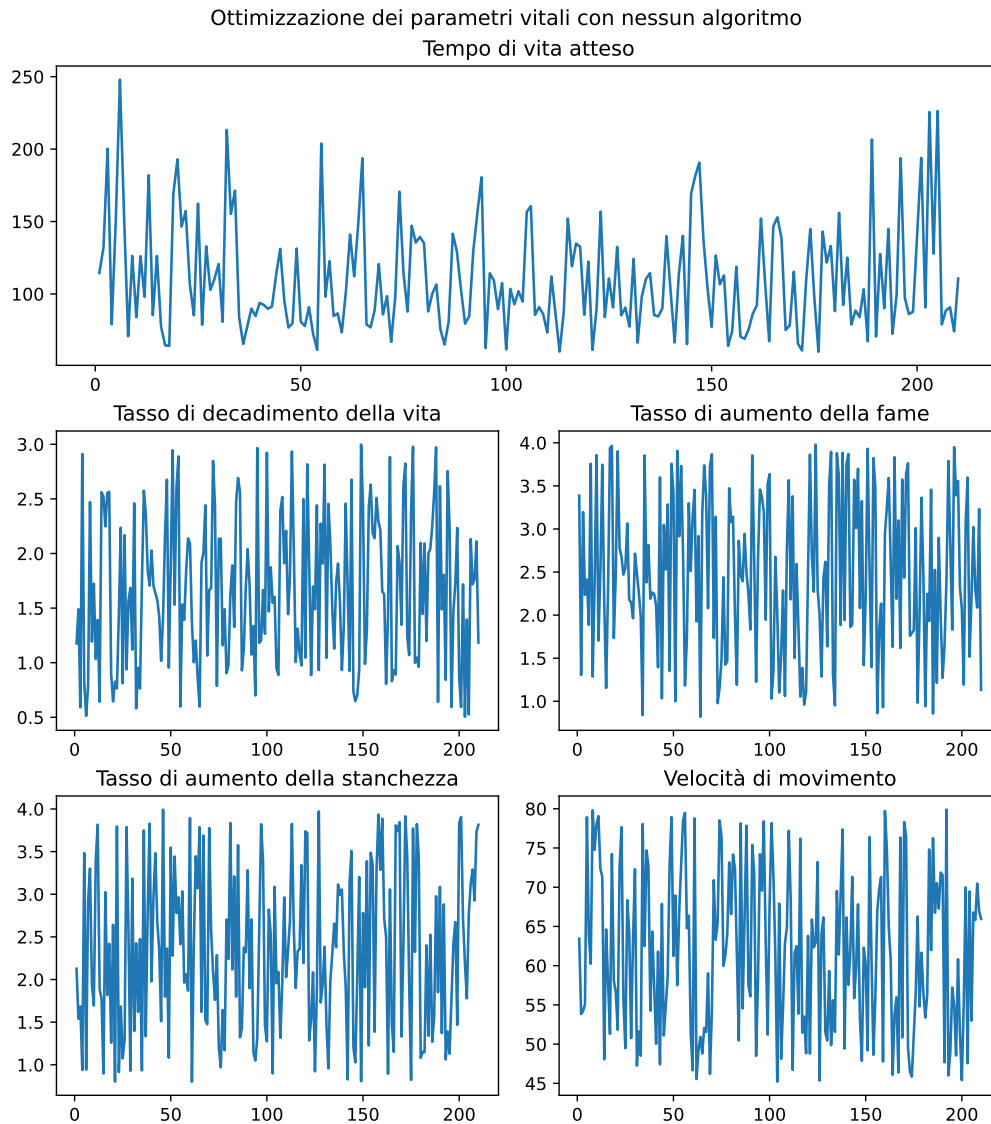 Ottimizzazione dei parametri vitali con nessun algoritmo
Tempo di vita atteso
250
200
150
100
0 50 100 150 200
Tasso di decadimento della vita
3.0
2.5
2.0
1.5
1.0
0.5
0 50 100 150 200
Tasso di aumento della fame
4.0
3.5
3.0
2.5
2.0
1.5
1.0
0 50 100 150 200
Tasso di aumento della stanchezza
4.0
3.5
3.0
2.5
2.0
1.5
1.0
0 50 100 150 200
Velocità di movimento
80
75
70
65
60
55
50
45
0 50 100 150 200